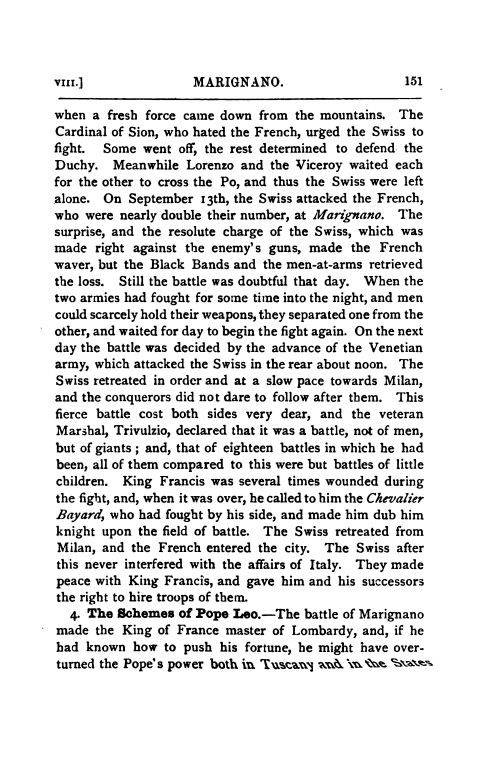 VIII.] MARIGNANO. 151
when a fresh force came down from the mountains. The
Cardinal of Sion, who hated the French, urged the Swiss to
fight. Some went off, the rest determined to defend the
Duchy. Meanwhile Lorenzo and the Viceroy waited each
for the other to cross the Po, and thus the Swiss were left
alone. On September 13th, the Swiss attacked the French,
who were nearly double their number, at Marignano. The
surprise, and the resolute charge of the Swiss, which was
made right against the enemy's guns, made the French
waver, but the Black Bands and the men-at-arms retrieved
the loss. Still the battle was doubtful that day. When the
two armies had fought for some time into the night, and men
could scarcely hold their weapons, they separated one from the
other, and waited for day to begin the fight again. On the next
day the battle was decided by the advance of the Venetian
army, which attacked the Swiss in the rear about noon. The
Swiss retreated in order and at a slow pace towards Milan,
and the conquerors did not dare to follow after them. This
fierce battle cost both sides very dear, and the veteran
Marshal, Trivulzio, declared that it was a battle, not of men,
but of giants ; and, that of eighteen battles in which he had
been, all of them compared to this were but battles of little
children. King Francis was several times wounded during
the fight, and, when it was over, he called to him the Chevalier
Bayard, who had fought by his side, and made him dub him
knight upon the field of battle. The Swiss retreated from
Milan, and the French entered the city. The Swiss after
this never interfered with the affairs of Italy. They made
peace with King Francis, and gave him and his successors
the right to hire troops of them.
4. The Schemes of Pope Leo.—The battle of Marignano
made the King of France master of Lombardy, and, if he
had known how to push his fortune, he might have over-
turned the Pope's power both in Tuscany and in the States